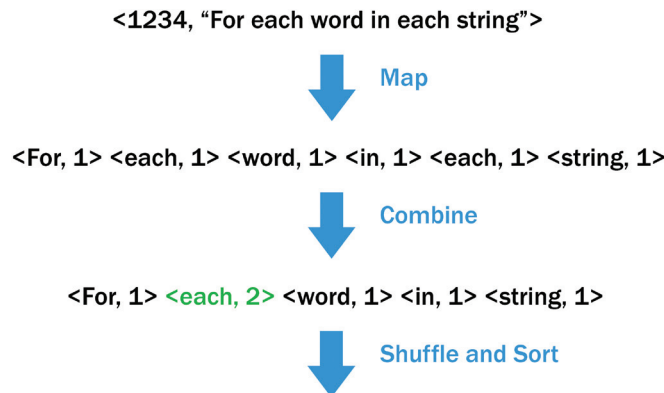 <1234, “For each word in each string”>
Map
<For, 1> <each, 1> <word, 1> <in, 1> <each, 1> <string, 1>
Combine
<For, 1> <each, 2> <word, 1> <in, 1> <string, 1>
Shuffle and Sort